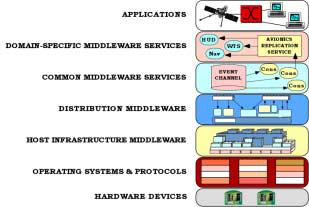 APPLICATIONS
DOMAIN-SPECIFIC MIDDLEWARE SERVICES
HUD
WTS
Nav
AVIONICS
REPLICATION
SERVICE
COMMON MIDDLEWARE SERVICES
EVENT
CHANNEL
Cons
Cons
Cons
DISTRIBUTION MIDDLEWARE
HOST INFRASTRUCTURE MIDDLEWARE
OPERATING SYSTEMS & PROTOCOLS
HARDWARE DEVICES